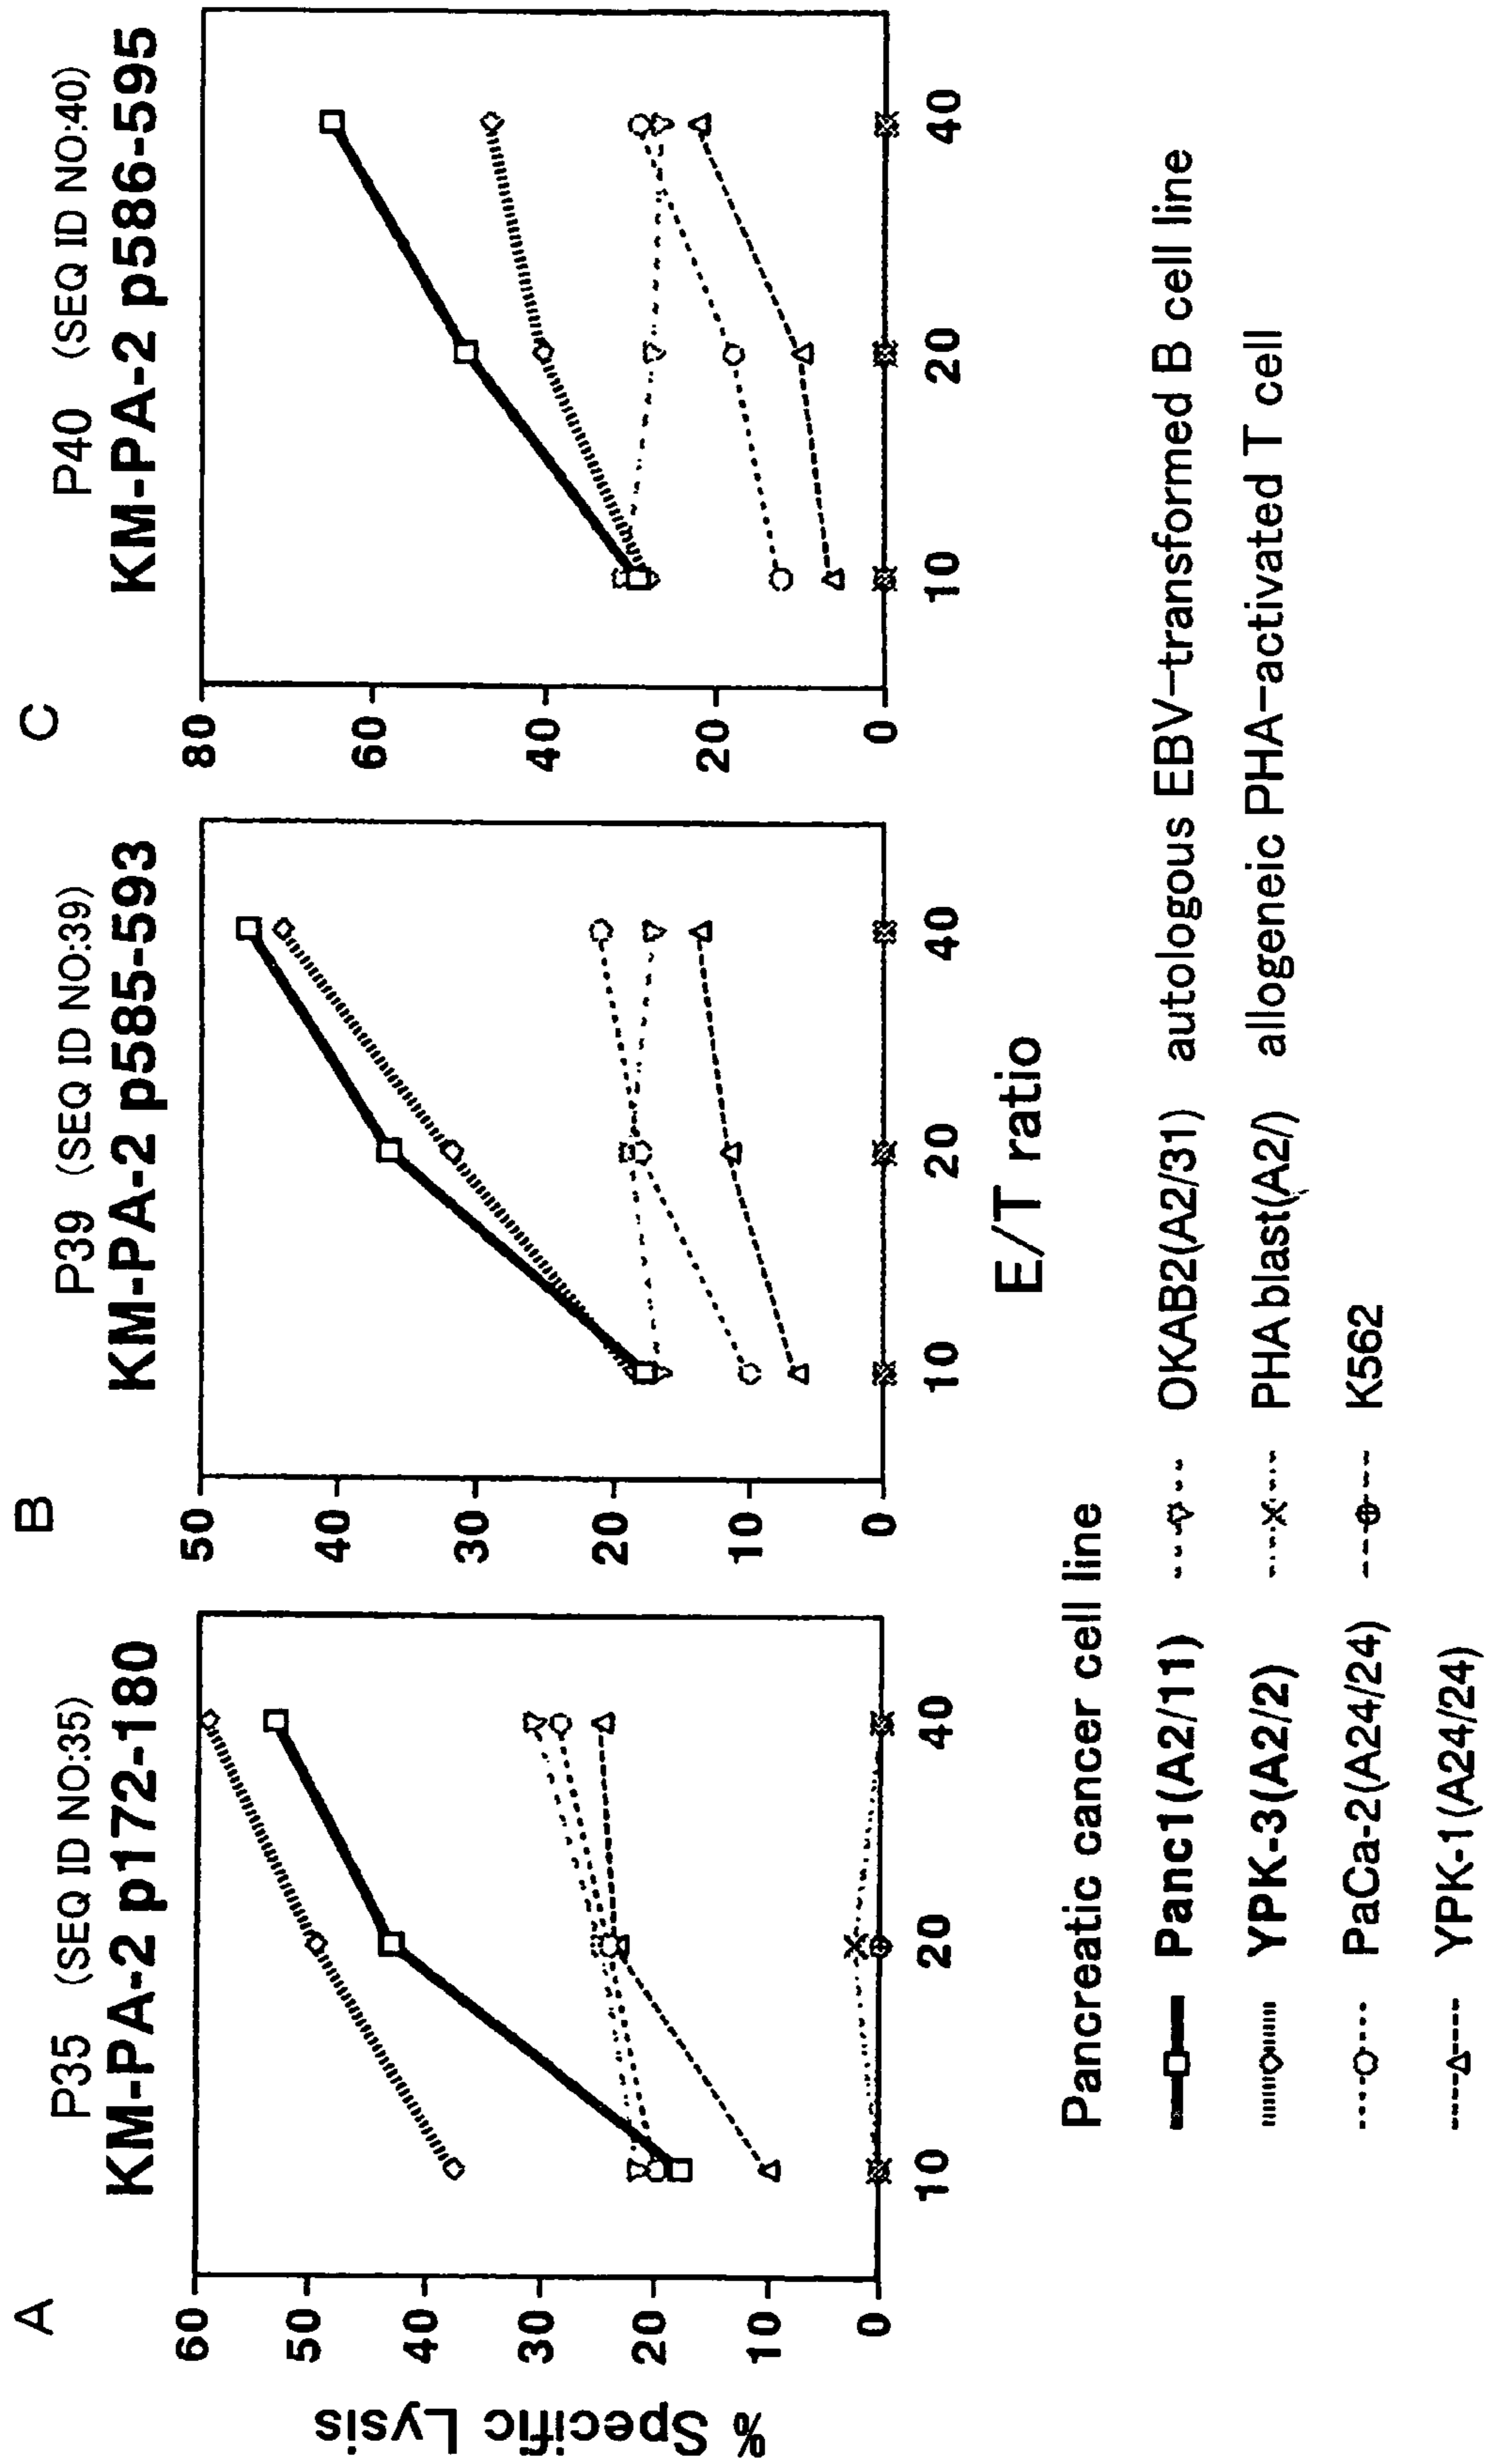 A
P35 (SEQ ID NO:35)
KM-PA-2 p172-180
60
50
40
30
20
10
0
10
20
40
% Specific Lysis
B
P39 (SEQ ID NO:39)
KM-PA-2 p585-593
50
40
30
20
10
0
10
20
40
E/T ratio
C
P40 (SEQ ID NO:40)
KM-PA-2 p586-595
80
60
40
20
0
10
20
40
Pancreatic cancer cell line
Panc1(A2/11)
YPK-3(A2/2)
PaCa-2(A24/24)
YPK-1(A24/24)
OKAB2(A2/31) autologous EBV-transformed B cell line
PHA blast(A2/) allogeneic PHA-activated T cell
K562